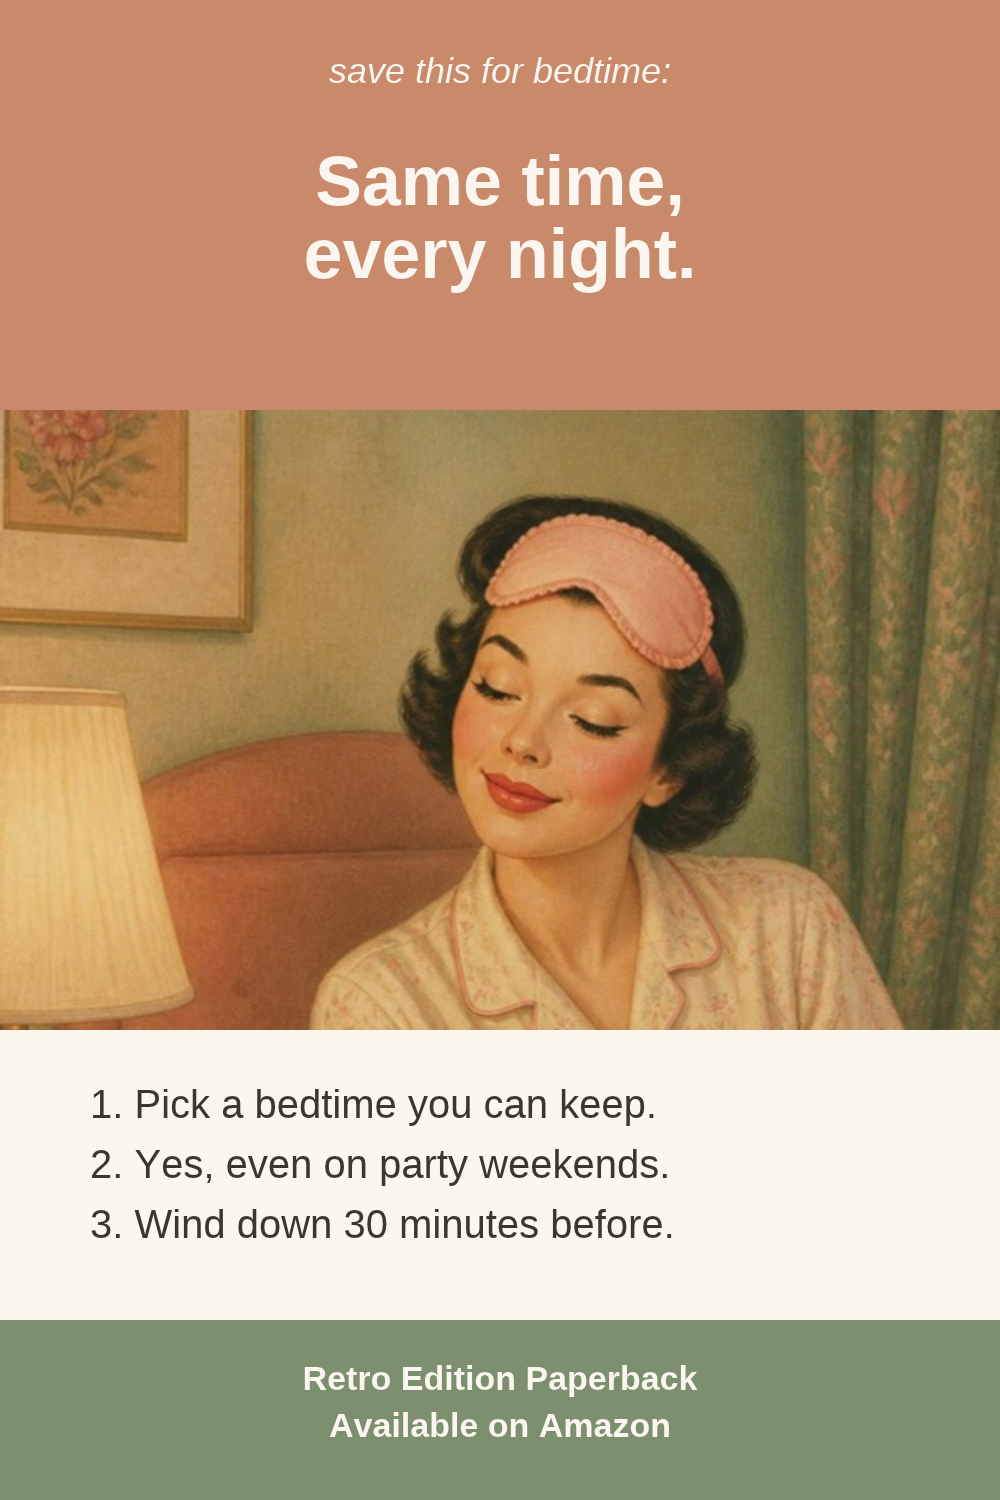 save this for bedtime:
Same time,
every night.
1. Pick a bedtime you can keep.
2. Yes, even on party weekends.
3. Wind down 30 minutes before.
Retro Edition Paperback
Available on Amazon